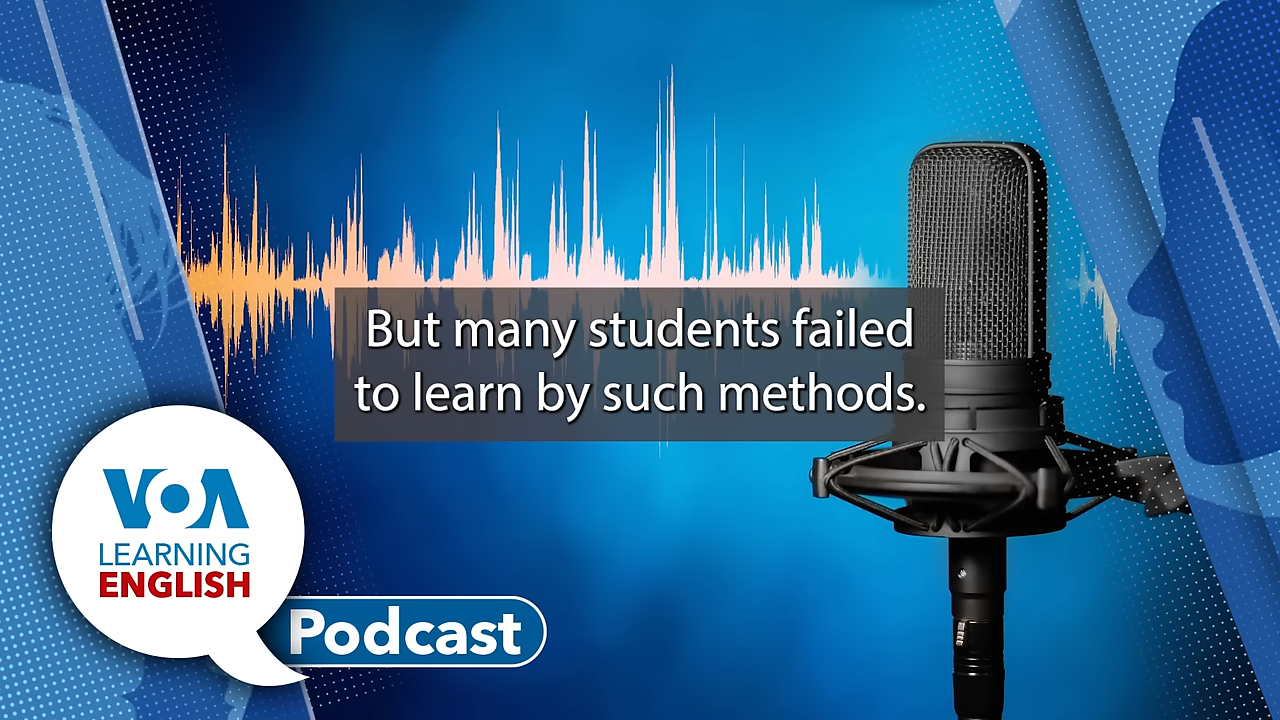 But many students failed
to learn by such methods.
VOA
LEARNING
ENGLISH
Podcast